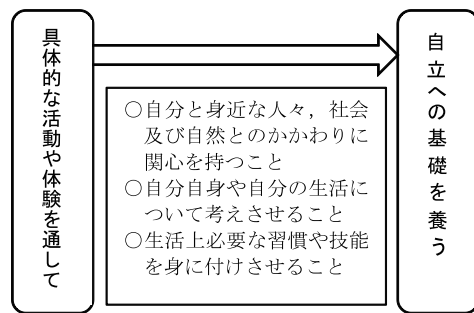 具体的な活動や体験を通して
○自分と身近な人々，社会
及び自然とのかかわりに
関心を持つこと
○自分自身や自分の生活に
ついて考えさせること
○生活上必要な習慣や技能
を身に付けさせること
自立への基礎を養う